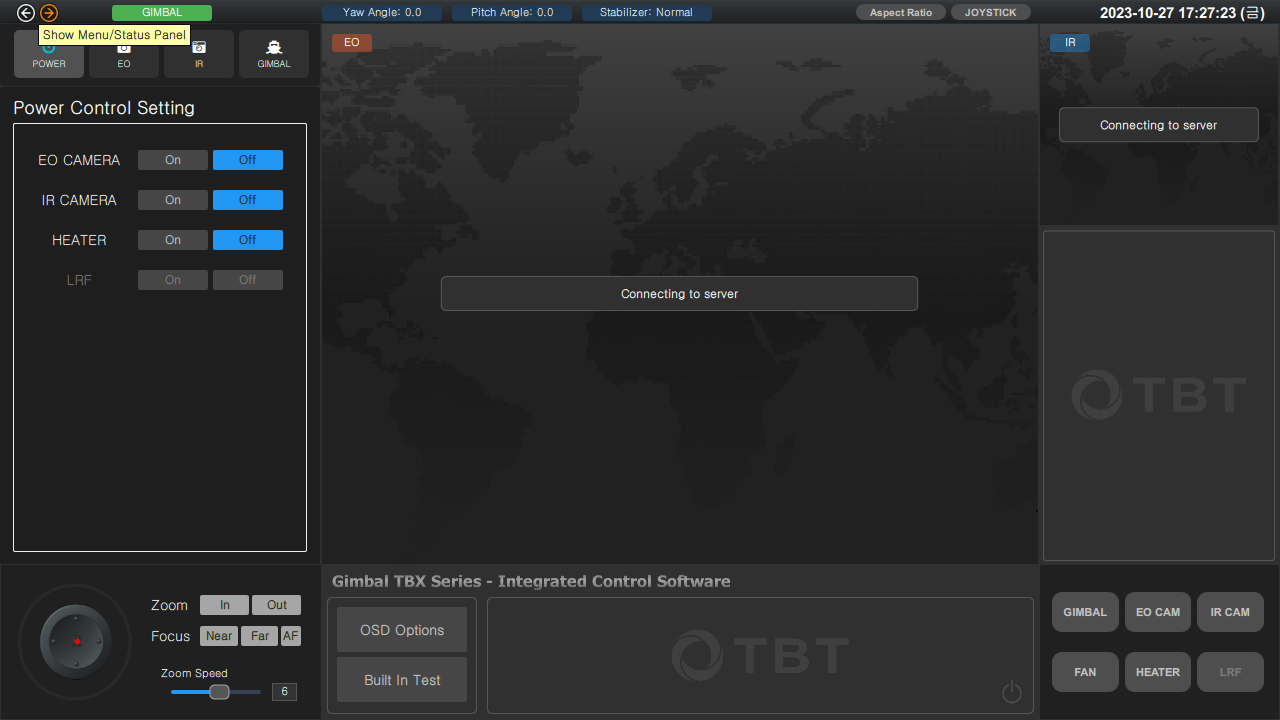 GIMBAL
Yaw Angle: 0.0
Pitch Angle: 0.0
Stabilizer: Normal
Aspect Ratio
JOYSTICK
2023-10-27 17:27:23 (금)
Show Menu/Status Panel
POWER
EO
IR
GIMBAL
Power Control Setting
EO CAMERA On Off
IR CAMERA On Off
HEATER On Off
LRF On Off
EO
Connecting to server
IR
Connecting to server
TBT
Zoom In Out
Focus Near Far AF
Zoom Speed
6
Gimbal TBX Series - Integrated Control Software
OSD Options
Built In Test
TBT
GIMBAL EO CAM IR CAM
FAN HEATER LRF